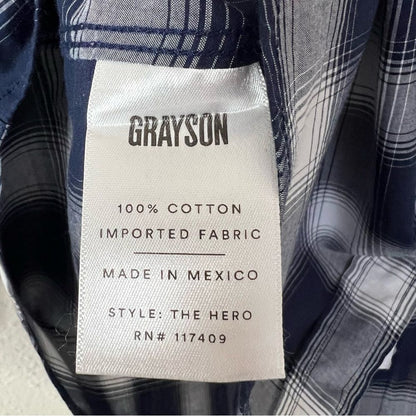 GRAYSON
100% COTTON
IMPORTED FABRIC
MADE IN MEXICO
STYLE: THE HERO
RN# 117409